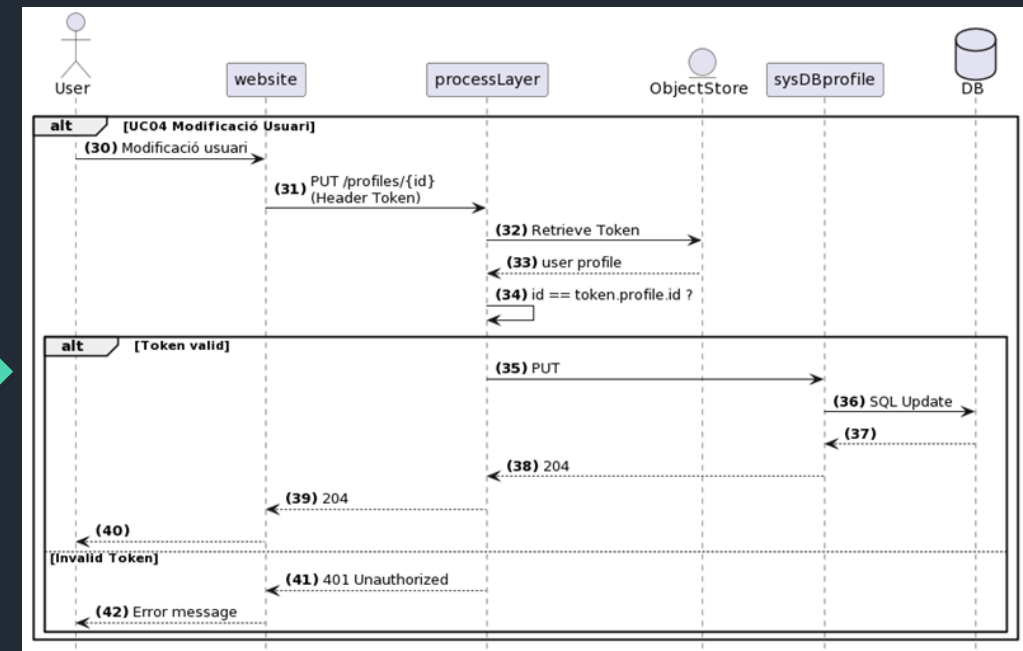 User
website
processLayer
ObjectStore
sysDBprofile
DB
alt [UC04 Modificació Usuari]
(30) Modificació usuari
(31) PUT /profiles/{id}
(Header Token)
(32) Retrieve Token
(33) user profile
(34) id == token.profile.id ?
alt [Token valid]
(35) PUT
(36) SQL Update
(37)
(38) 204
(39) 204
(40)
[Invalid Token]
(41) 401 Unauthorized
(42) Error message